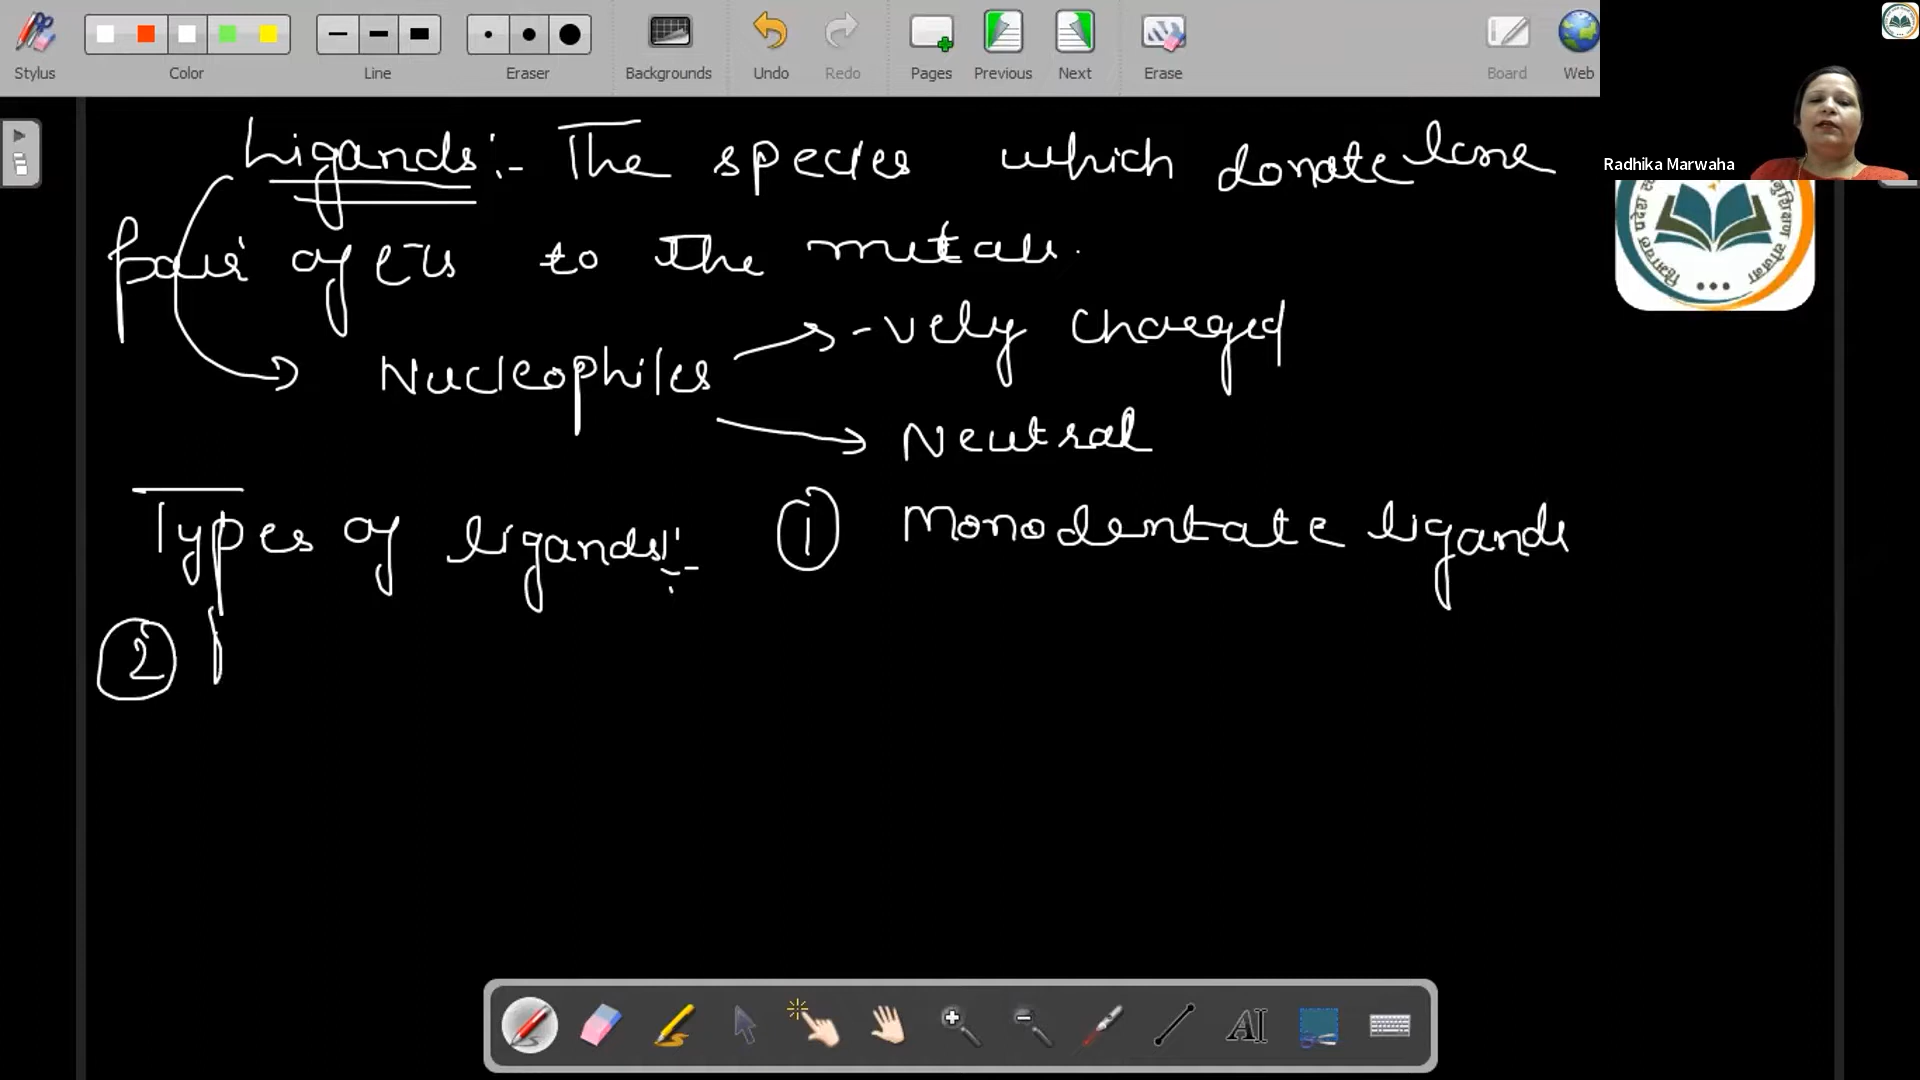 Stylus Color Line Eraser Backgrounds Undo Redo Pages Previous Next Erase Board Web
Radhika Marwaha
Ligands:- The species which donate lone
pair of e-s to the metals.
Nucleophiles
-vely charged
Neutral
Types of ligands:-
① Monodentate ligands
②